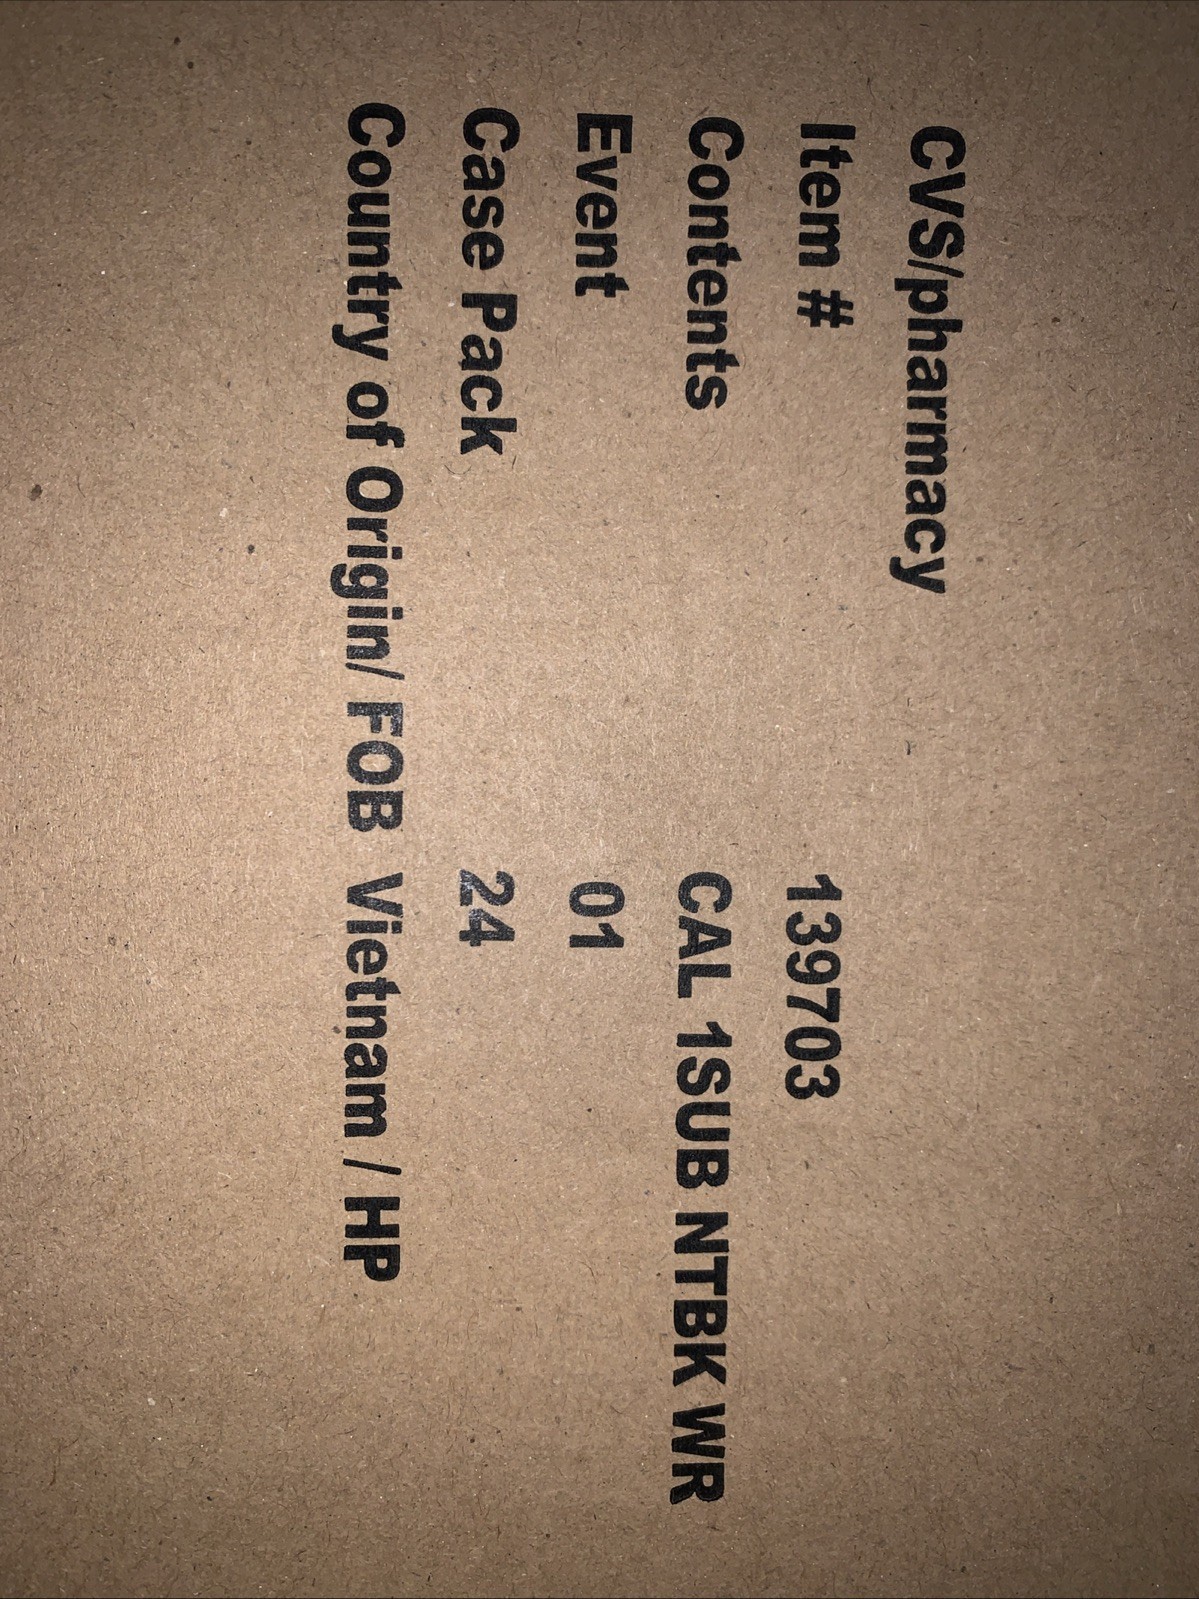 CVS/pharmacy
Item # 139703
Contents CAL 1SUB NTBK WR
Event 01
Case Pack 24
Country of Origin/ FOB Vietnam / HP